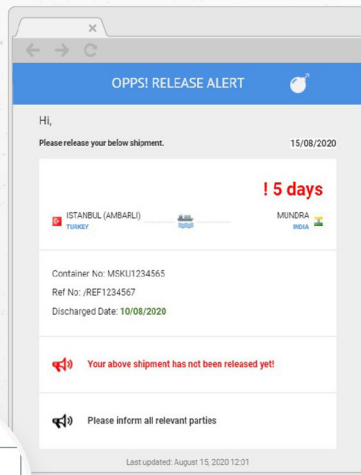 OPPS! RELEASE ALERT
Hi,
Please release your below shipment. 15/08/2020
! 5 days
ISTANBUL (AMBARLI) MUNDRA
TURKEY INDIA
Container No: MSKU1234565
Ref No: /REF1234567
Discharged Date: 10/08/2020
Your above shipment has not been released yet!
Please inform all relevant parties
Last updated: August 15, 2020 12:01